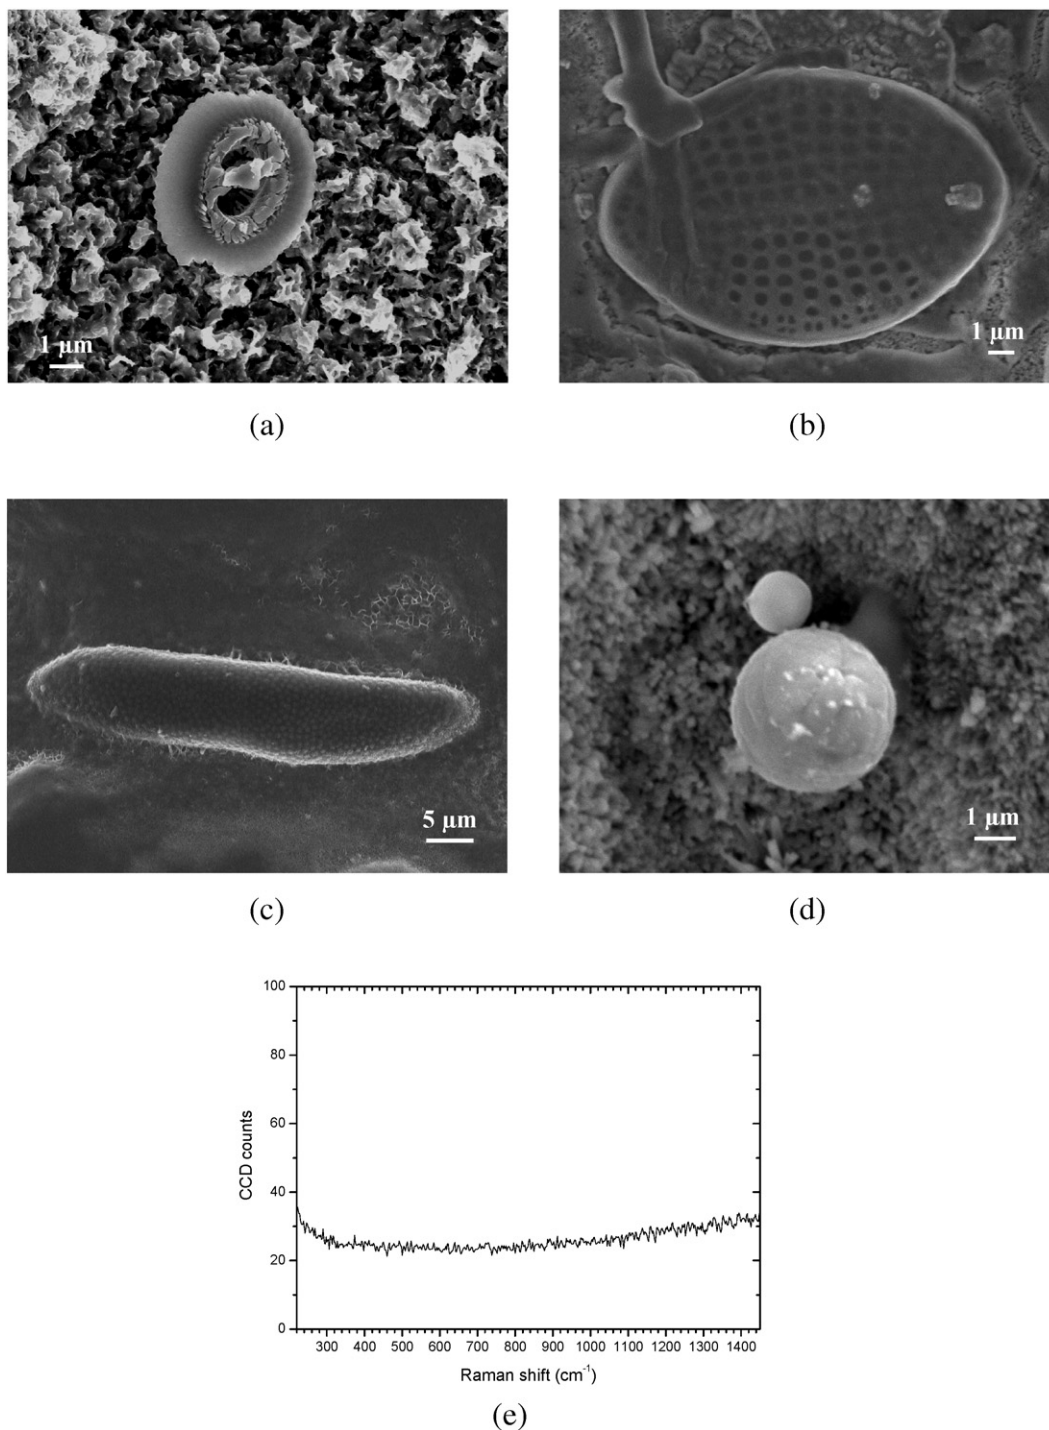 1 μm
1 μm
(a)
(b)
5 μm
1 μm
(c)
(d)
100
80
60
40
20
0
CCD counts
300 400 500 600 700 800 900 1000 1100 1200 1300 1400
Raman shift (cm⁻¹)
(e)